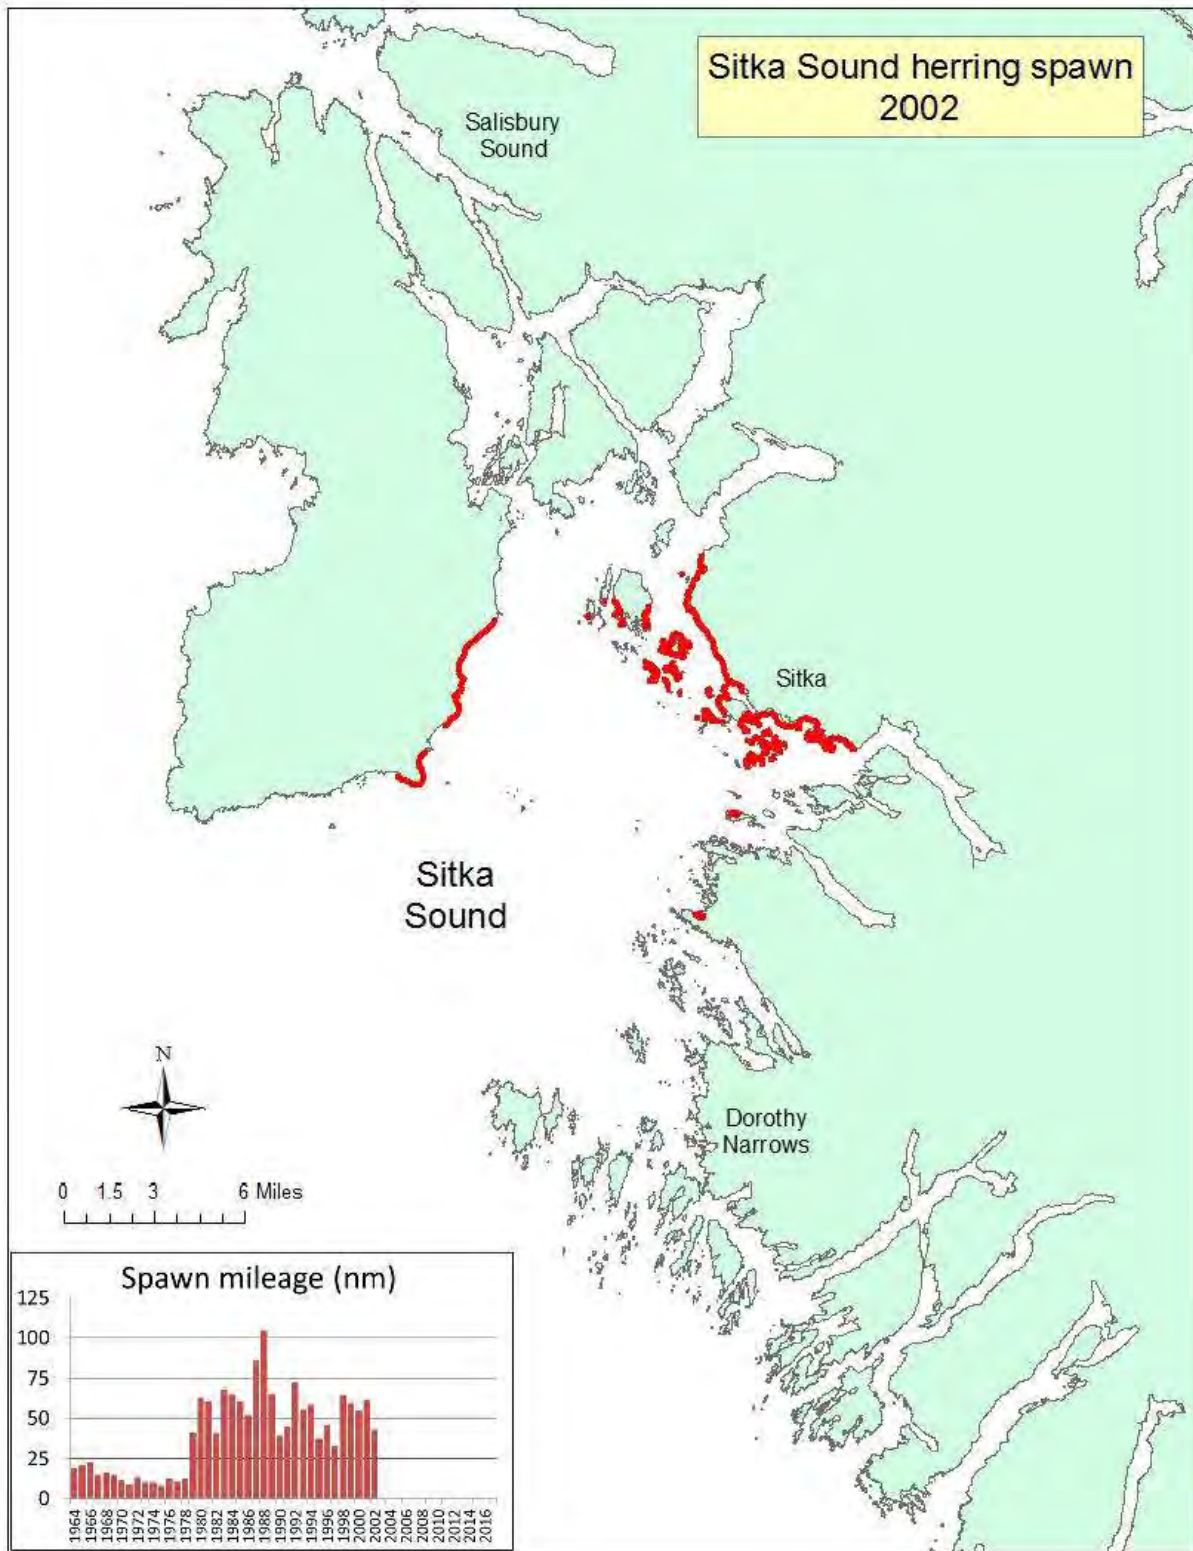 Sitka Sound herring spawn
2002
Salisbury
Sound
Sitka
Sitka
Sound
N
Dorothy
Narrows
0 1.5 3 6 Miles
Spawn mileage (nm)
125
100
75
50
25
0
1964 1966 1968 1970 1972 1974 1976 1978 1980 1982 1984 1986 1988 1990 1992 1994 1996 1998 2000 2002 2004 2006 2008 2010 2012 2014 2016